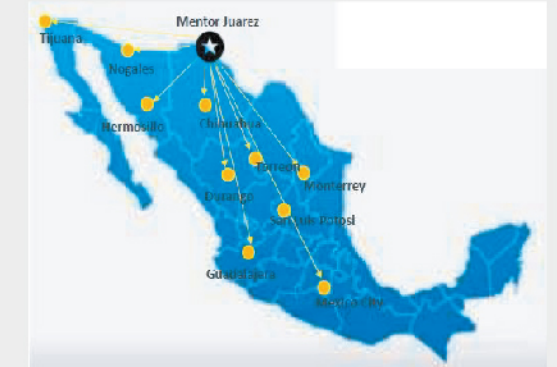 Mentor Juarez
Tijuana
Nogales
Hermosillo
Chihuahua
Torreon
Monterrey
Durango
San Luis Potosi
Guadalajara
Mexico City